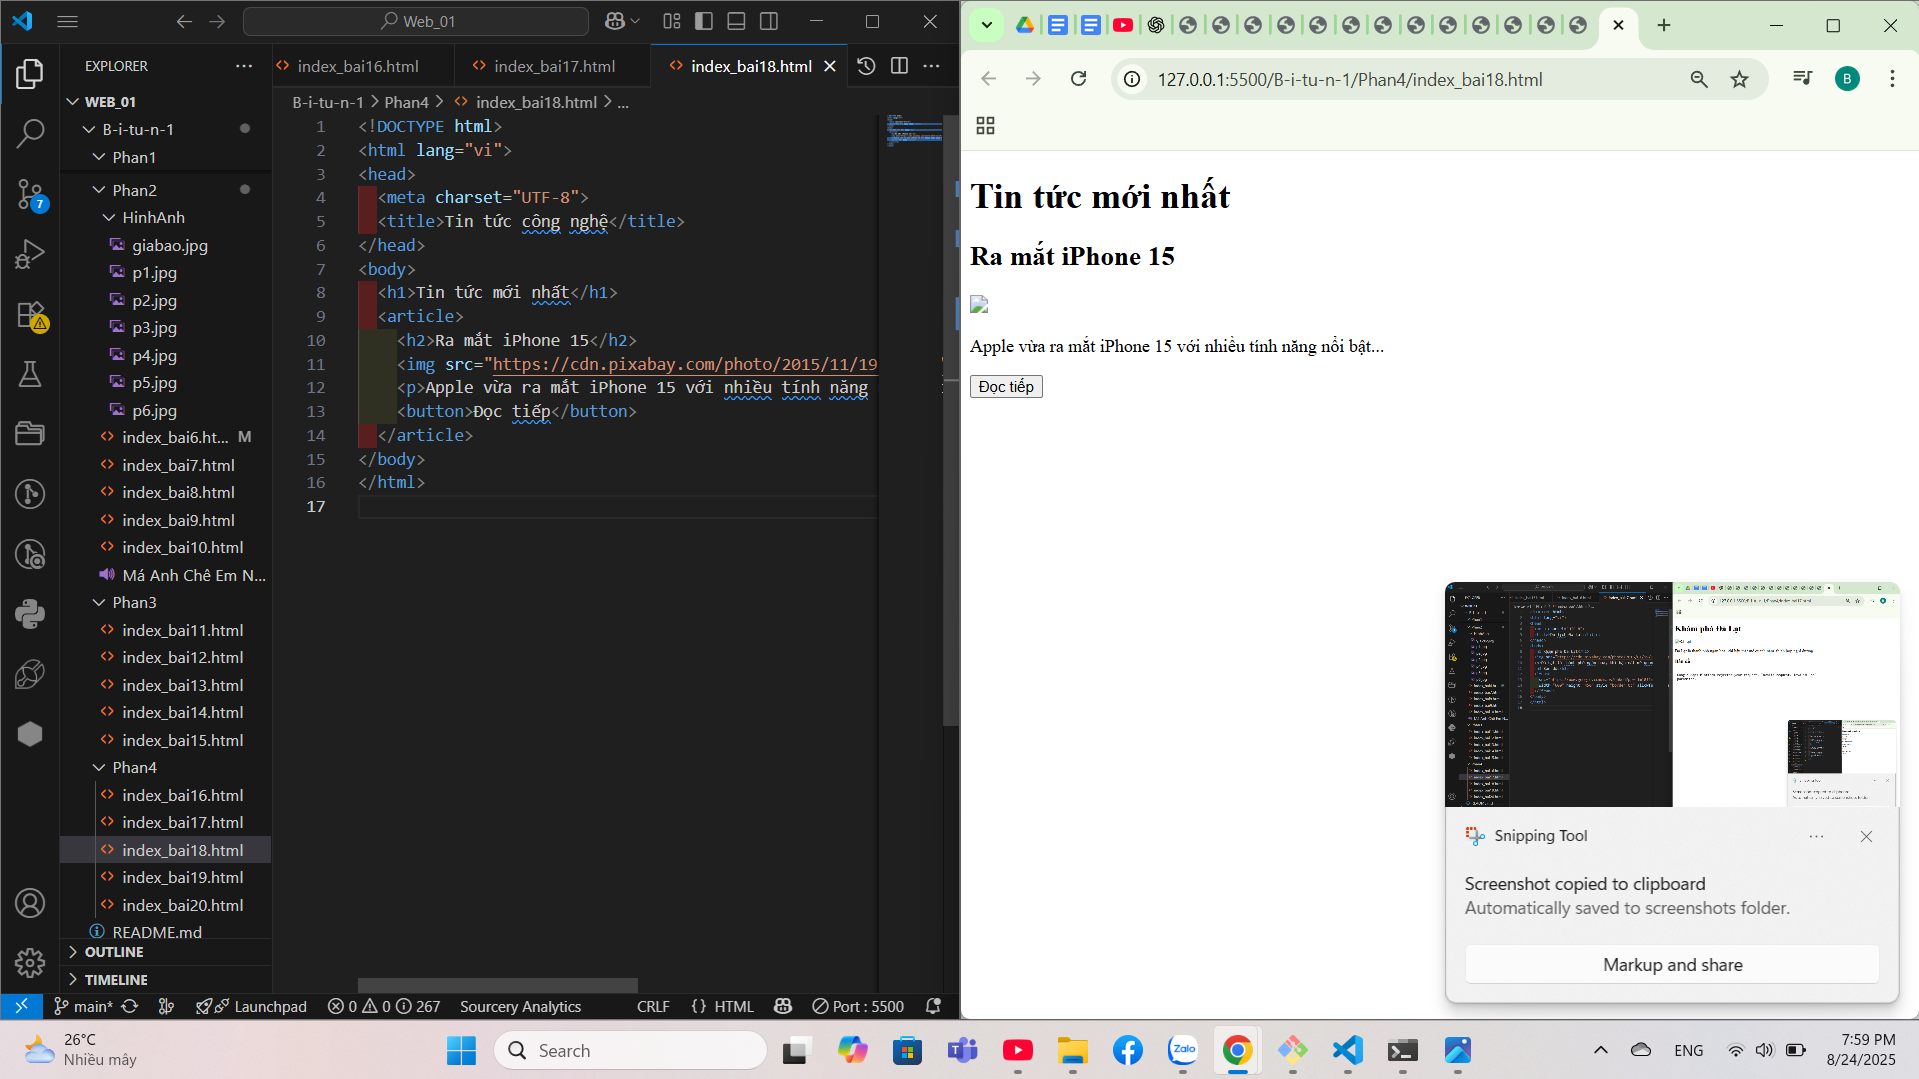 Web_01
EXPLORER
index_bai16.html
index_bai17.html
index_bai18.html
WEB_01
B-i-tu-n-1 > Phan4 > index_bai18.html > ...
B-i-tu-n-1
Phan1
Phan2
HinhAnh
giabao.jpg
p1.jpg
p2.jpg
p3.jpg
p4.jpg
p5.jpg
p6.jpg
index_bai6.ht... M
index_bai7.html
index_bai8.html
index_bai9.html
index_bai10.html
Má Anh Chê Em N...
Phan3
index_bai11.html
index_bai12.html
index_bai13.html
index_bai14.html
index_bai15.html
Phan4
index_bai16.html
index_bai17.html
index_bai18.html
index_bai19.html
index_bai20.html
README.md
OUTLINE
TIMELINE
7
1 <!DOCTYPE html>
2 <html lang="vi">
3 <head>
4 <meta charset="UTF-8">
5 <title>Tin tức công nghệ</title>
6 </head>
7 <body>
8 <h1>Tin tức mới nhất</h1>
9 <article>
10 <h2>Ra mắt iPhone 15</h2>
11 <img src="https://cdn.pixabay.com/photo/2015/11/19
12 <p>Apple vừa ra mắt iPhone 15 với nhiều tính năng
13 <button>Đọc tiếp</button>
14 </article>
15 </body>
16 </html>
17
main* Launchpad 0 0 267 Sourcery Analytics CRLF {} HTML Port : 5500
127.0.0.1:5500/B-i-tu-n-1/Phan4/index_bai18.html
B
Tin tức mới nhất
Ra mắt iPhone 15
Apple vừa ra mắt iPhone 15 với nhiều tính năng nổi bật...
Đọc tiếp
Khám phá Đà Lạt
Snipping Tool
Screenshot copied to clipboard
Automatically saved to screenshots folder.
Markup and share
26°C
Nhiều mây
Search
Zalo
ENG
7:59 PM
8/24/2025